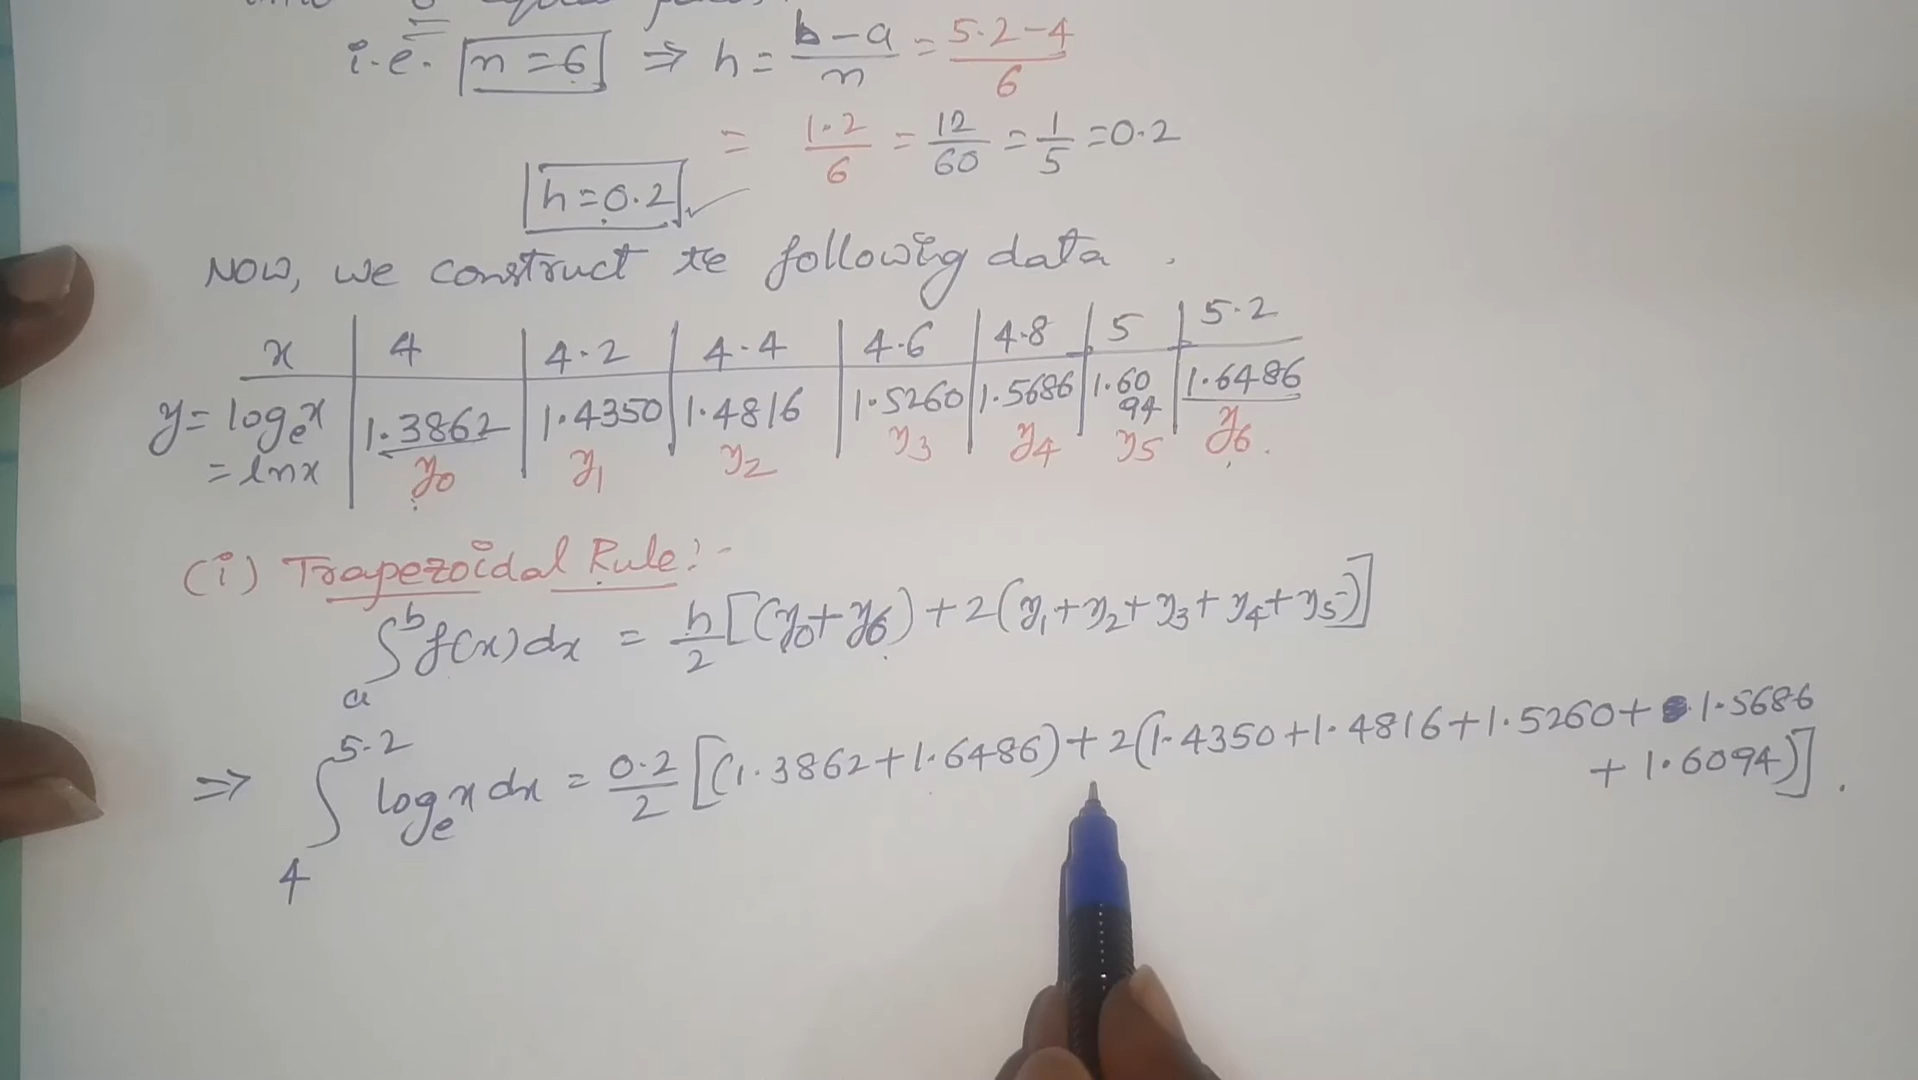 i.e. n = 6 ⇒ h = b-a/n = 5.2-4/6
= 1.2/6 = 12/60 = 1/5 = 0.2
h = 0.2
Now, we construct te following data.
x | 4 | 4.2 | 4.4 | 4.6 | 4.8 | 5 | 5.2
y = logₑx | 1.3862 | 1.4350 | 1.4816 | 1.5260 | 1.5686 | 1.6094 | 1.6486
= lnx y₀ y₁ y₂ y₃ y₄ y₅ y₆.
(i) Trapezoidal Rule:-
∫ₐᵇ f(x)dx = h/2 [(y₀+y₆)+2(y₁+y₂+y₃+y₄+y₅)]
⇒ ∫₄^5.2 logₑx dx = 0.2/2 [(1.3862+1.6486)+2(1.4350+1.4816+1.5260+1.5686
+1.6094)].